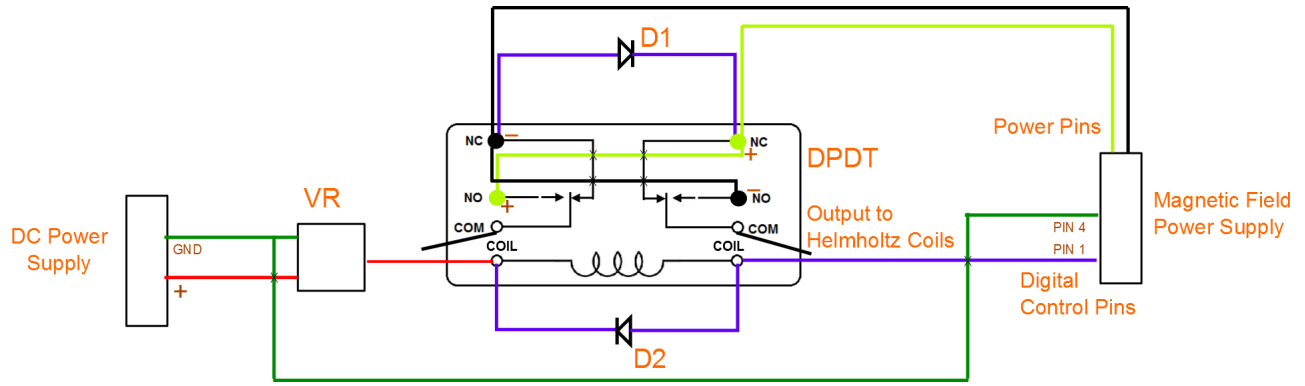 D1
Power Pins
NC
−
NC
+
DPDT
VR
NO
+
−
NO
DC Power
Supply
GND
+
COM
COM
COIL
COIL
Output to
Helmholtz Coils
PIN 4
PIN 1
Magnetic Field
Power Supply
Digital
Control Pins
D2